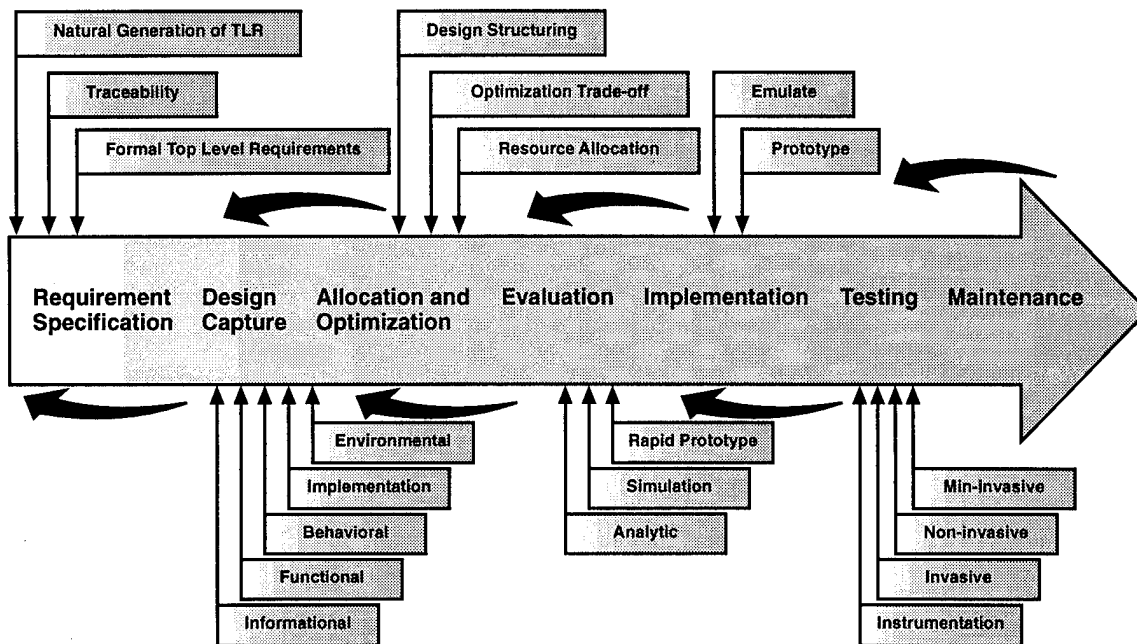 Natural Generation of TLR
Traceability
Formal Top Level Requirements
Design Structuring
Optimization Trade-off
Resource Allocation
Emulate
Prototype
Requirement
Specification
Design
Capture
Allocation and
Optimization
Evaluation
Implementation
Testing
Maintenance
Environmental
Implementation
Behavioral
Functional
Informational
Rapid Prototype
Simulation
Analytic
Min-invasive
Non-invasive
Invasive
Instrumentation